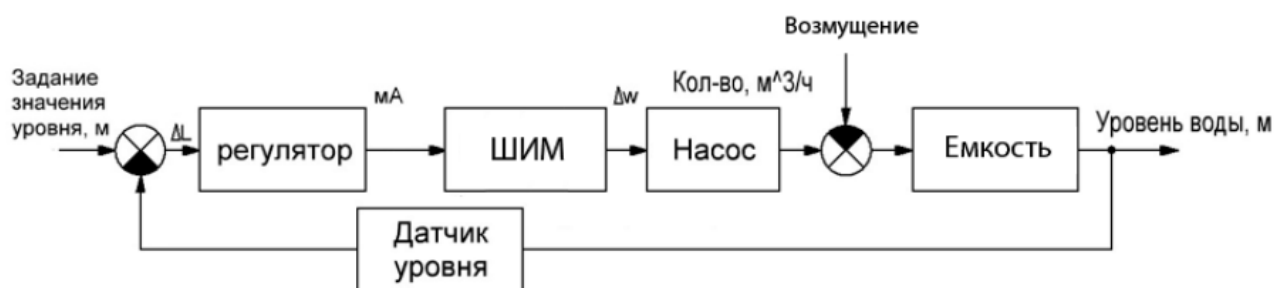 Возмущение
Задание
значения
уровня, м
ΔL
регулятор
мА
ШИМ
Δw
Кол-во, м^3/ч
Насос
Емкость
Уровень воды, м
Датчик
уровня